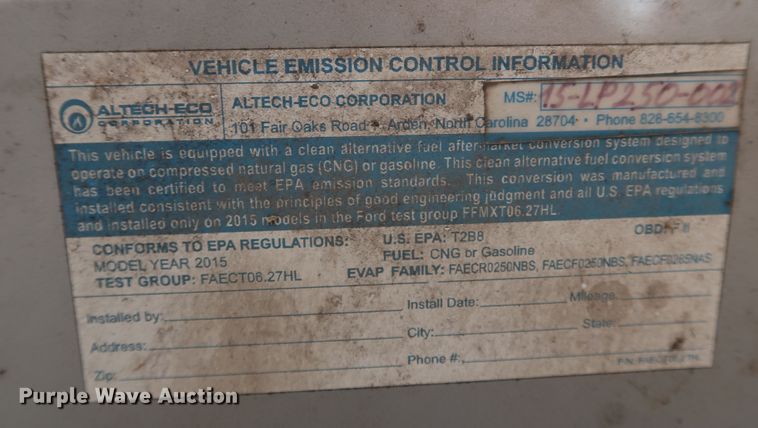 VEHICLE EMISSION CONTROL INFORMATION
ALTECH-ECO
CORPORATION
ALTECH-ECO CORPORATION
MS#: 15-LP250-002
101 Fair Oaks Road • Arden, North Carolina 28704 • Phone 828-654-8300
This vehicle is equipped with a clean alternative fuel after-market conversion system designed to
operate on compressed natural gas (CNG) or gasoline. This clean alternative fuel conversion system
has been certified to meet EPA emission standards. This conversion was manufactured and
installed consistent with the principles of good engineering judgment and all U.S. EPA regulations
and installed only on 2015 models in the Ford test group FFMXT06.27HL.
CONFORMS TO EPA REGULATIONS: U.S. EPA: T2B8
MODEL YEAR 2015 FUEL: CNG or Gasoline
TEST GROUP: FAECT06.27HL EVAP FAMILY: FAECR0250NBS, FAECF0250NBS, FAECF0265NAS
Installed by: Install Date: Mileage:
Address: City: State:
Zip: Phone #: P/N: FAECT06.27HL
Purple Wave Auction